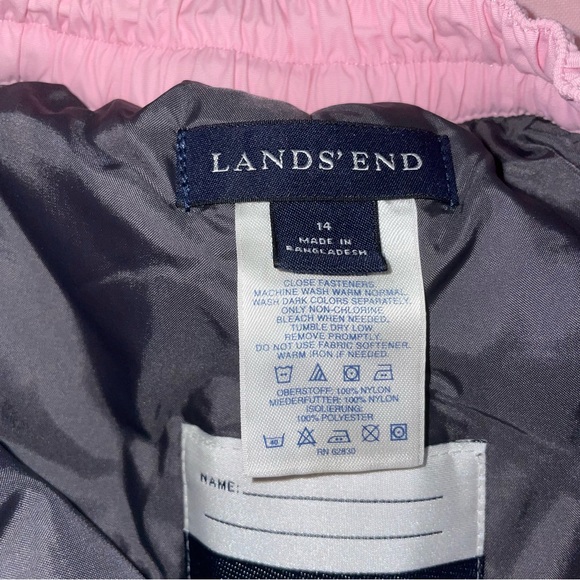 LANDS' END
14
MADE IN
BANGLADESH
CLOSE FASTENERS.
MACHINE WASH WARM NORMAL.
WASH DARK COLORS SEPARATELY.
ONLY NON-CHLORINE
BLEACH WHEN NEEDED.
TUMBLE DRY LOW.
REMOVE PROMPTLY.
DO NOT USE FABRIC SOFTENER.
WARM IRON IF NEEDED.
OBERSTOFF: 100% NYLON
MIEDERFUTTER: 100% NYLON
ISOLIERUNG:
100% POLYESTER
40
RN 62830
NAME: